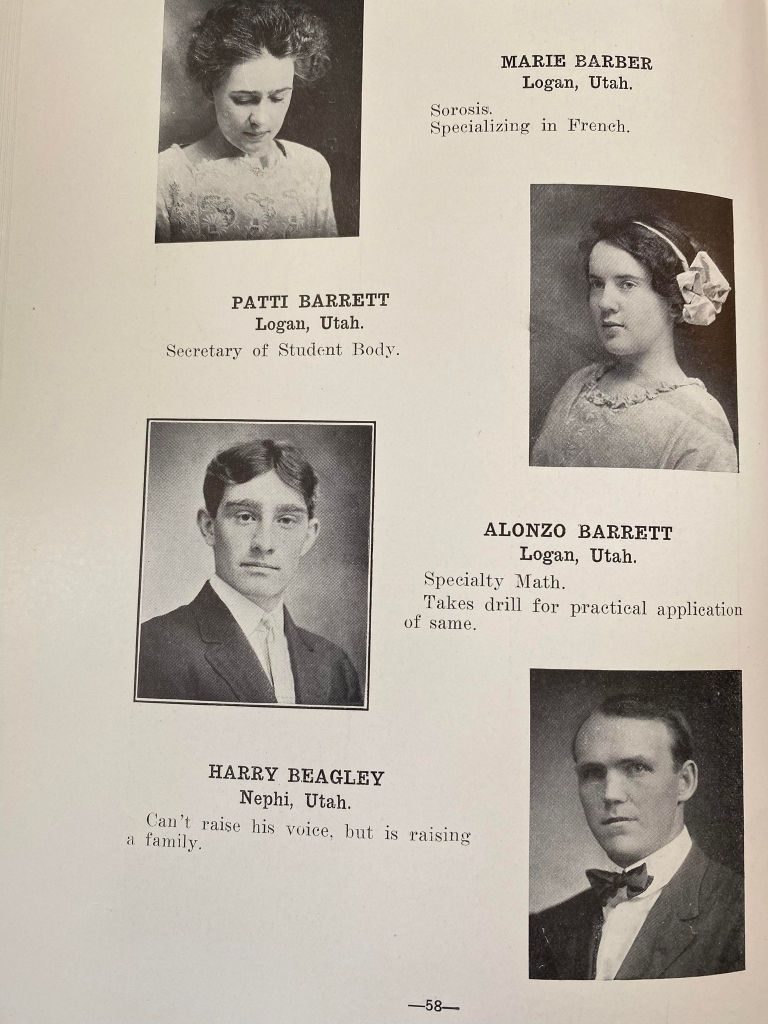 MARIE BARBER
Logan, Utah.
Sorosis.
Specializing in French.
PATTI BARRETT
Logan, Utah.
Secretary of Student Body.
ALONZO BARRETT
Logan, Utah.
Specialty Math.
Takes drill for practical application
of same.
HARRY BEAGLEY
Nephi, Utah.
Can't raise his voice, but is raising
a family.
—58—